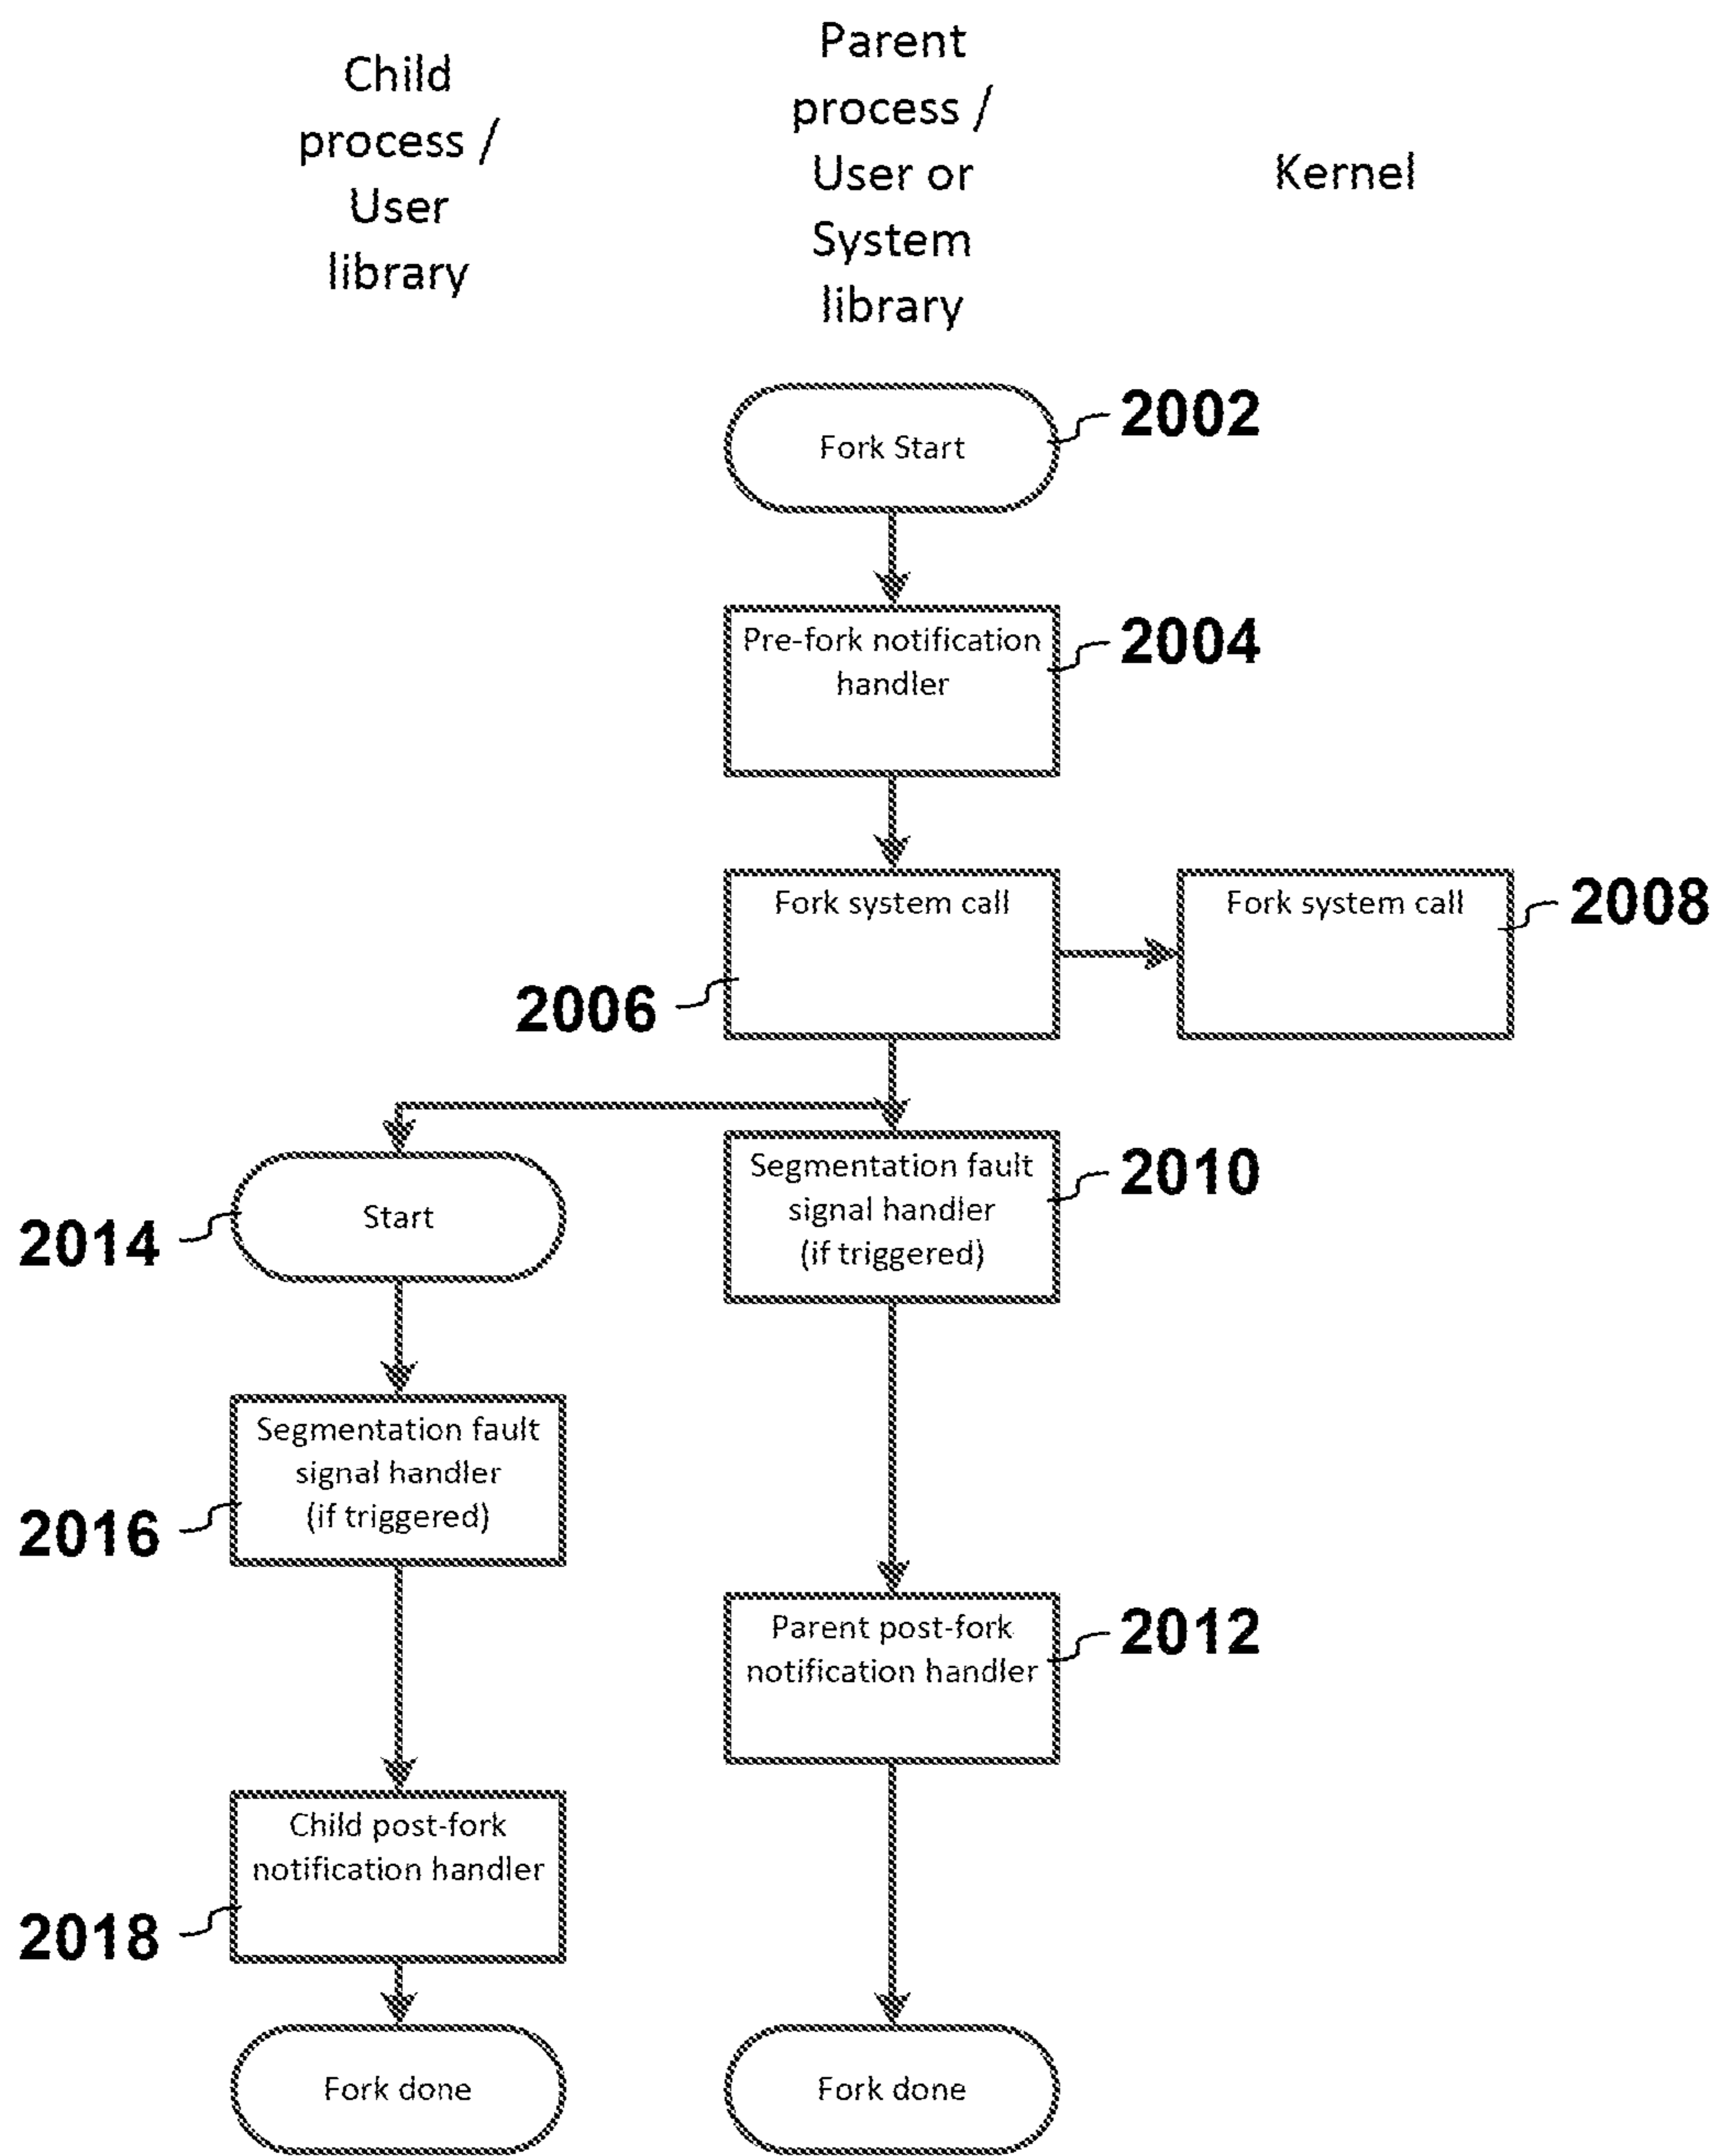 Child
process /
User
library
Parent
process /
User or
System
library
Kernel
Fork Start
2002
Pre-fork notification
handler
2004
Fork system call
2006
Fork system call
2008
Segmentation fault
signal handler
(if triggered)
2010
Start
2014
Segmentation fault
signal handler
(if triggered)
2016
Parent post-fork
notification handler
2012
Child post-fork
notification handler
2018
Fork done
Fork done